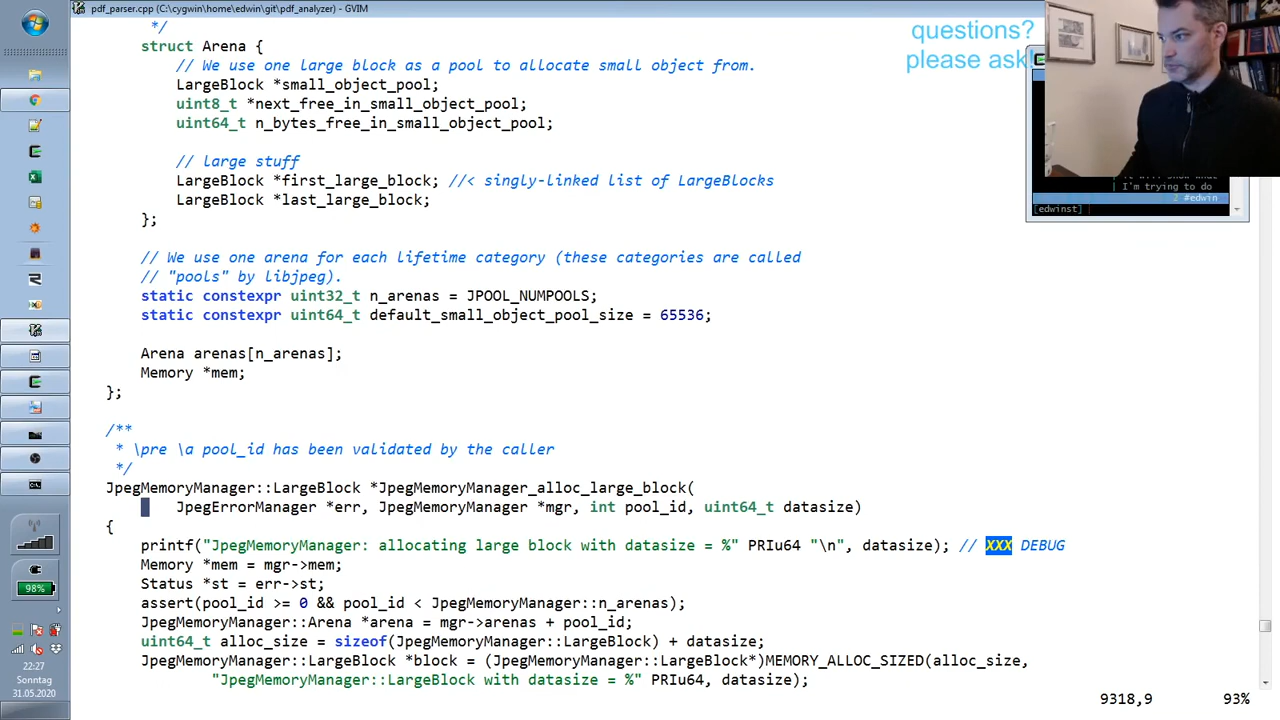 pdf_parser.cpp (C:\cygwin\home\edwin\git\pdf_analyzer) - GVIM
questions?
please ask!
     */
    struct Arena {
        // We use one large block as a pool to allocate small object from.
        LargeBlock *small_object_pool;
        uint8_t *next_free_in_small_object_pool;
        uint64_t n_bytes_free_in_small_object_pool;
        // large stuff
        LargeBlock *first_large_block; //< singly-linked list of LargeBlocks
        LargeBlock *last_large_block;
    };
    // We use one arena for each lifetime category (these categories are called
    // "pools" by libjpeg).
    static constexpr uint32_t n_arenas = JPOOL_NUMPOOLS;
    static constexpr uint64_t default_small_object_pool_size = 65536;
    Arena arenas[n_arenas];
    Memory *mem;
};
/**
 * \pre \a pool_id has been validated by the caller
 */
JpegMemoryManager::LargeBlock *JpegMemoryManager_alloc_large_block(
        JpegErrorManager *err, JpegMemoryManager *mgr, int pool_id, uint64_t datasize)
{
    printf("JpegMemoryManager: allocating large block with datasize = %" PRIu64 "\n", datasize); // XXX DEBUG
    Memory *mem = mgr->mem;
    Status *st = err->st;
    assert(pool_id >= 0 && pool_id < JpegMemoryManager::n_arenas);
    JpegMemoryManager::Arena *arena = mgr->arenas + pool_id;
    uint64_t alloc_size = sizeof(JpegMemoryManager::LargeBlock) + datasize;
    JpegMemoryManager::LargeBlock *block = (JpegMemoryManager::LargeBlock*)MEMORY_ALLOC_SIZED(alloc_size,
            "JpegMemoryManager::LargeBlock with datasize = %" PRIu64, datasize);
9318,9
93%
I'm trying to do
2 #edwin
[edwinst]
98%
22:27
Sonntag
31.05.2020